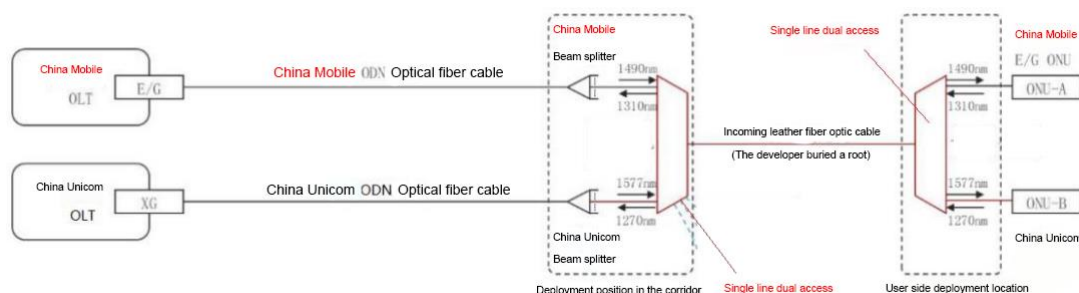 China Mobile
OLT
E/G
China Mobile ODN Optical fiber cable
China Mobile
Beam splitter
1490nm
1310nm
Single line dual access
China Mobile
E/G ONU
1490nm
ONU-A
1310nm
Incoming leather fiber optic cable
(The developer buried a root)
China Unicom
OLT
XG
China Unicom ODN Optical fiber cable
1577nm
1270nm
China Unicom
Beam splitter
1577nm
ONU-B
1270nm
China Unicom
Deployment position in the corridor
Single line dual access
User side deployment location